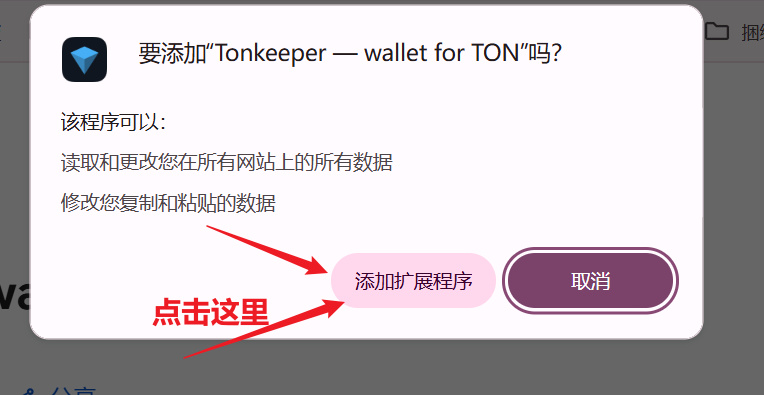 要添加“Tonkeeper — wallet for TON”吗？
该程序可以：
读取和更改您在所有网站上的所有数据
修改您复制和粘贴的数据
添加扩展程序
取消
点击这里
分享